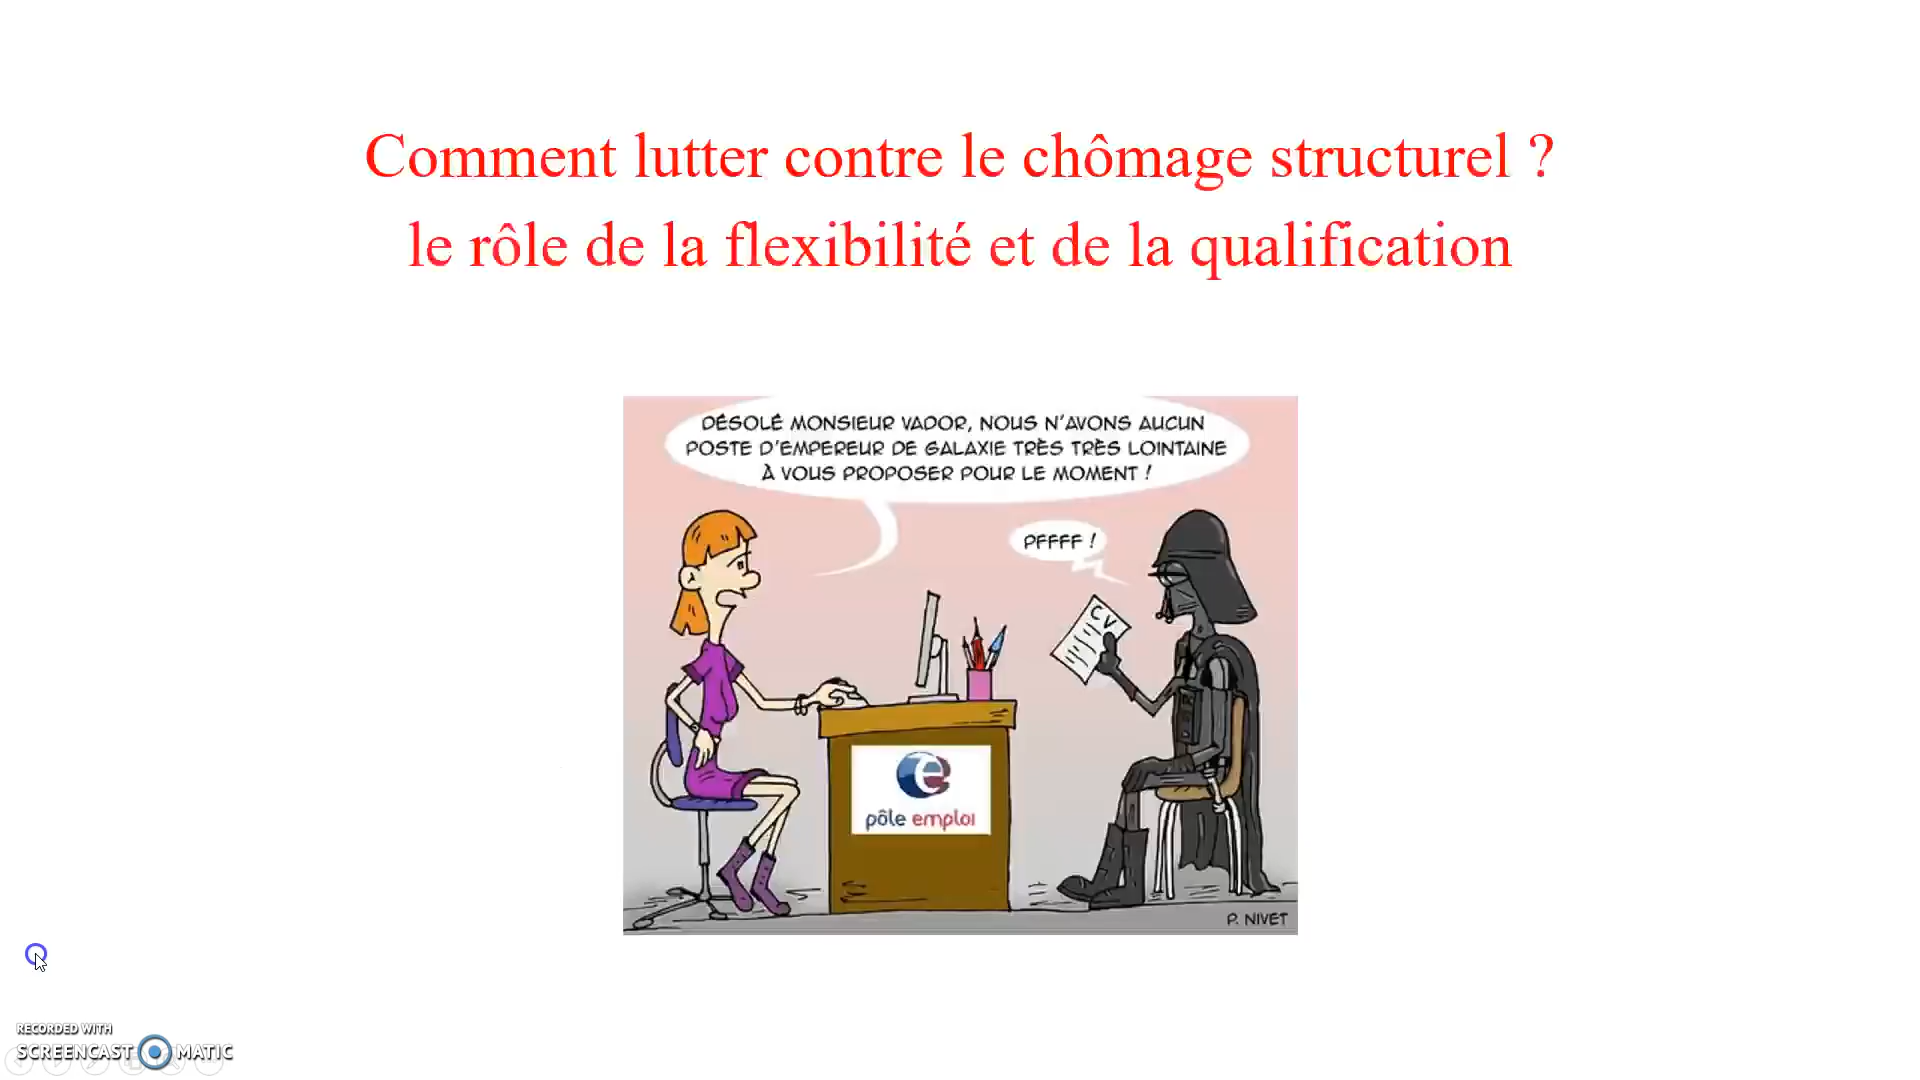 Comment lutter contre le chômage structurel ?
le rôle de la flexibilité et de la qualification
DÉSOLÉ MONSIEUR VADOR, NOUS N'AVONS AUCUN
POSTE D'EMPEREUR DE GALAXIE TRÈS TRÈS LOINTAINE
À VOUS PROPOSER POUR LE MOMENT !
PFFFF !
CV
pôle emploi
P. NIVET
RECORDED WITH
SCREENCAST MATIC